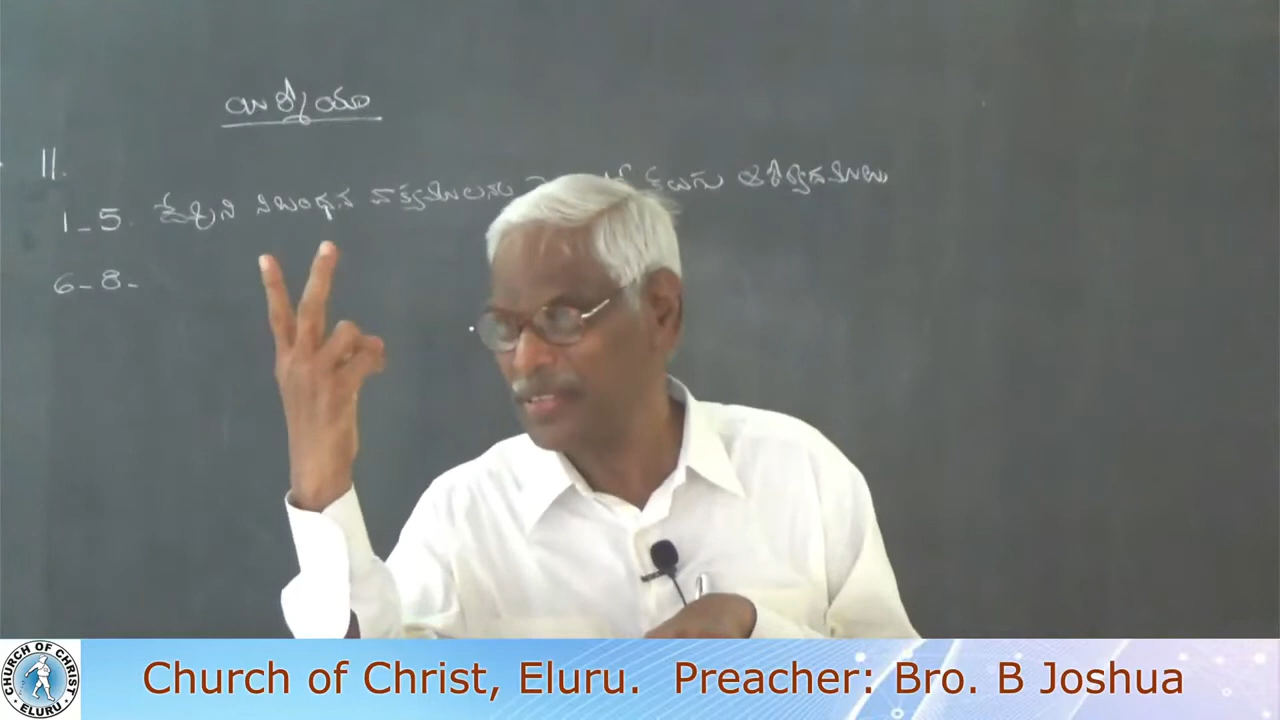 యిర్మీయా
11.
1-5. దేవుని నిబంధన వాక్యములను కలుగు ఆశీర్వాదములు
6-8-
CHURCH OF CHRIST
ELURU
Church of Christ, Eluru. Preacher: Bro. B Joshua